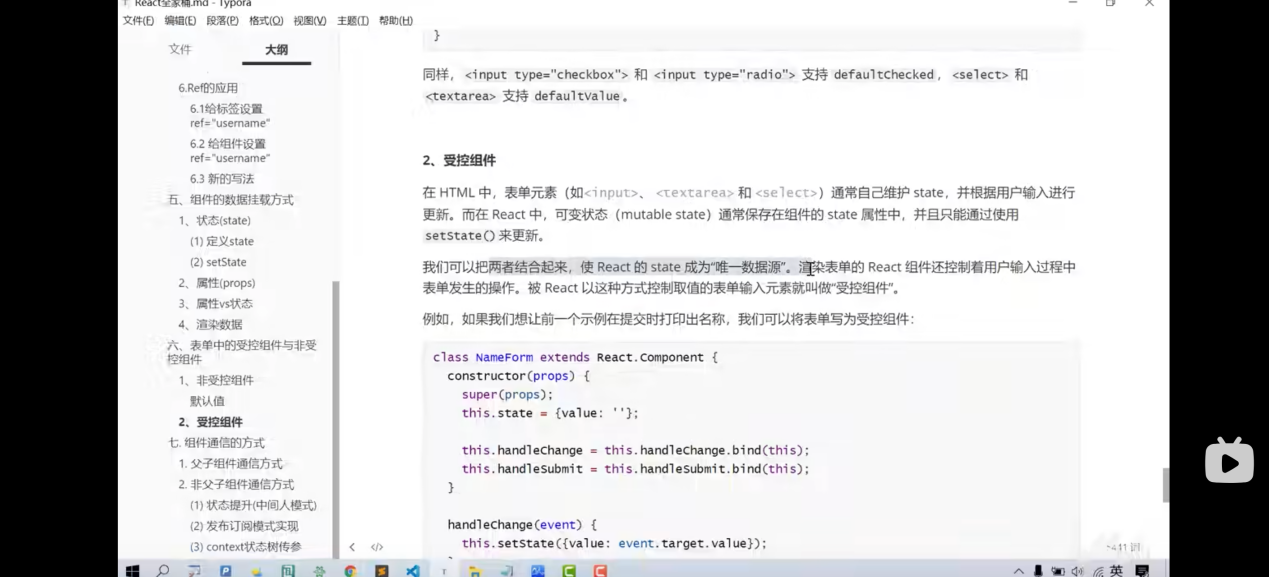 React全家桶.md - Typora
文件(F) 编辑(E) 段落(P) 格式(O) 视图(V) 主题(T) 帮助(H)
文件 大纲
6.Ref的应用
6.1给标签设置
ref="username"
6.2 给组件设置
ref="username"
6.3 新的写法
五、组件的数据挂载方式
1、状态(state)
(1) 定义state
(2) setState
2、属性(props)
3、属性vs状态
4、渲染数据
六、表单中的受控组件与非受
控组件
1、非受控组件
默认值
2、受控组件
七. 组件通信的方式
1. 父子组件通信方式
2. 非父子组件通信方式
(1) 状态提升(中间人模式)
(2) 发布订阅模式实现
(3) context状态树传参
}
同样，<input type="checkbox"> 和 <input type="radio"> 支持 defaultChecked，<select> 和
<textarea> 支持 defaultValue。
2、受控组件
在 HTML 中，表单元素（如<input>、 <textarea> 和 <select>）通常自己维护 state，并根据用户输入进行
更新。而在 React 中，可变状态（mutable state）通常保存在组件的 state 属性中，并且只能通过使用
setState()来更新。
我们可以把两者结合起来，使 React 的 state 成为“唯一数据源”。渲染表单的 React 组件还控制着用户输入过程中
表单发生的操作。被 React 以这种方式控制取值的表单输入元素就叫做“受控组件”。
例如，如果我们想让前一个示例在提交时打印出名称，我们可以将表单写为受控组件：
class NameForm extends React.Component {
constructor(props) {
super(props);
this.state = {value: ''};
this.handleChange = this.handleChange.bind(this);
this.handleSubmit = this.handleSubmit.bind(this);
}
handleChange(event) {
this.setState({value: event.target.value});
英